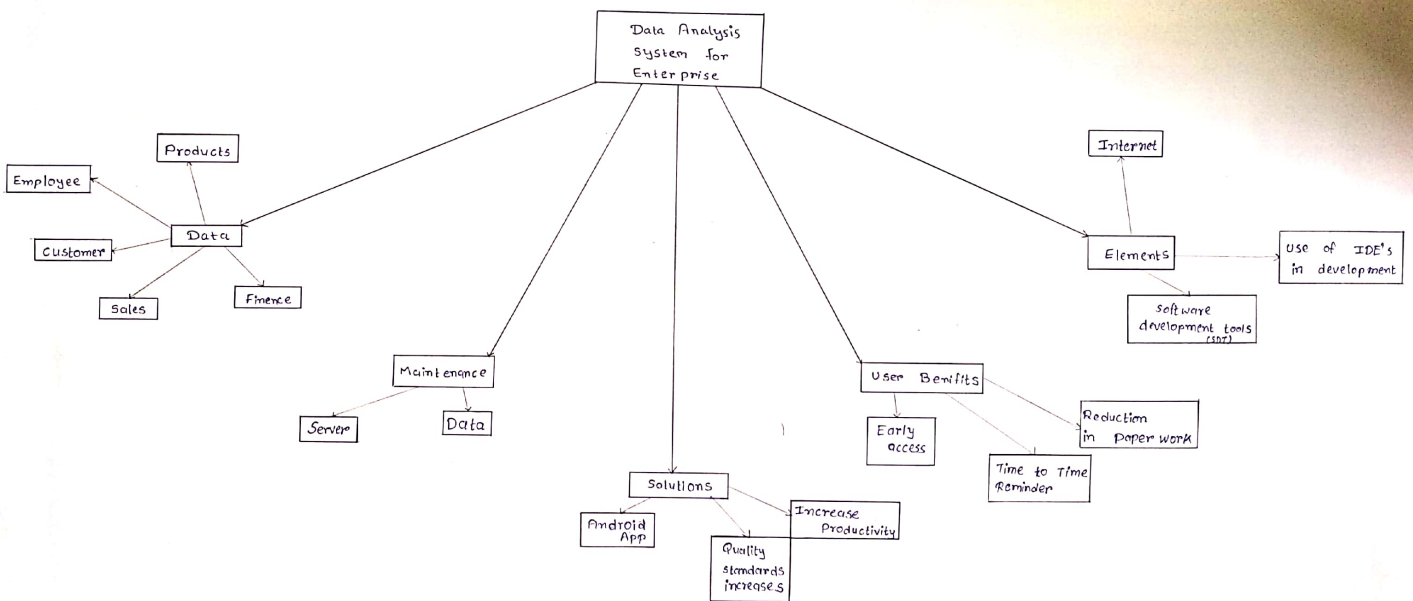 Data Analysis
system for
Enterprise
Products
Employee
Data
Customer
Sales
Finence
Internet
Elements
Use of IDE's
in development
Software
development tools
(SDT)
Maintenance
Server
Data
User Benifits
Early
access
Reduction
in Paper work
Time to Time
Reminder
Solutions
Android
App
Increase
Productivity
Quality
standards
increases